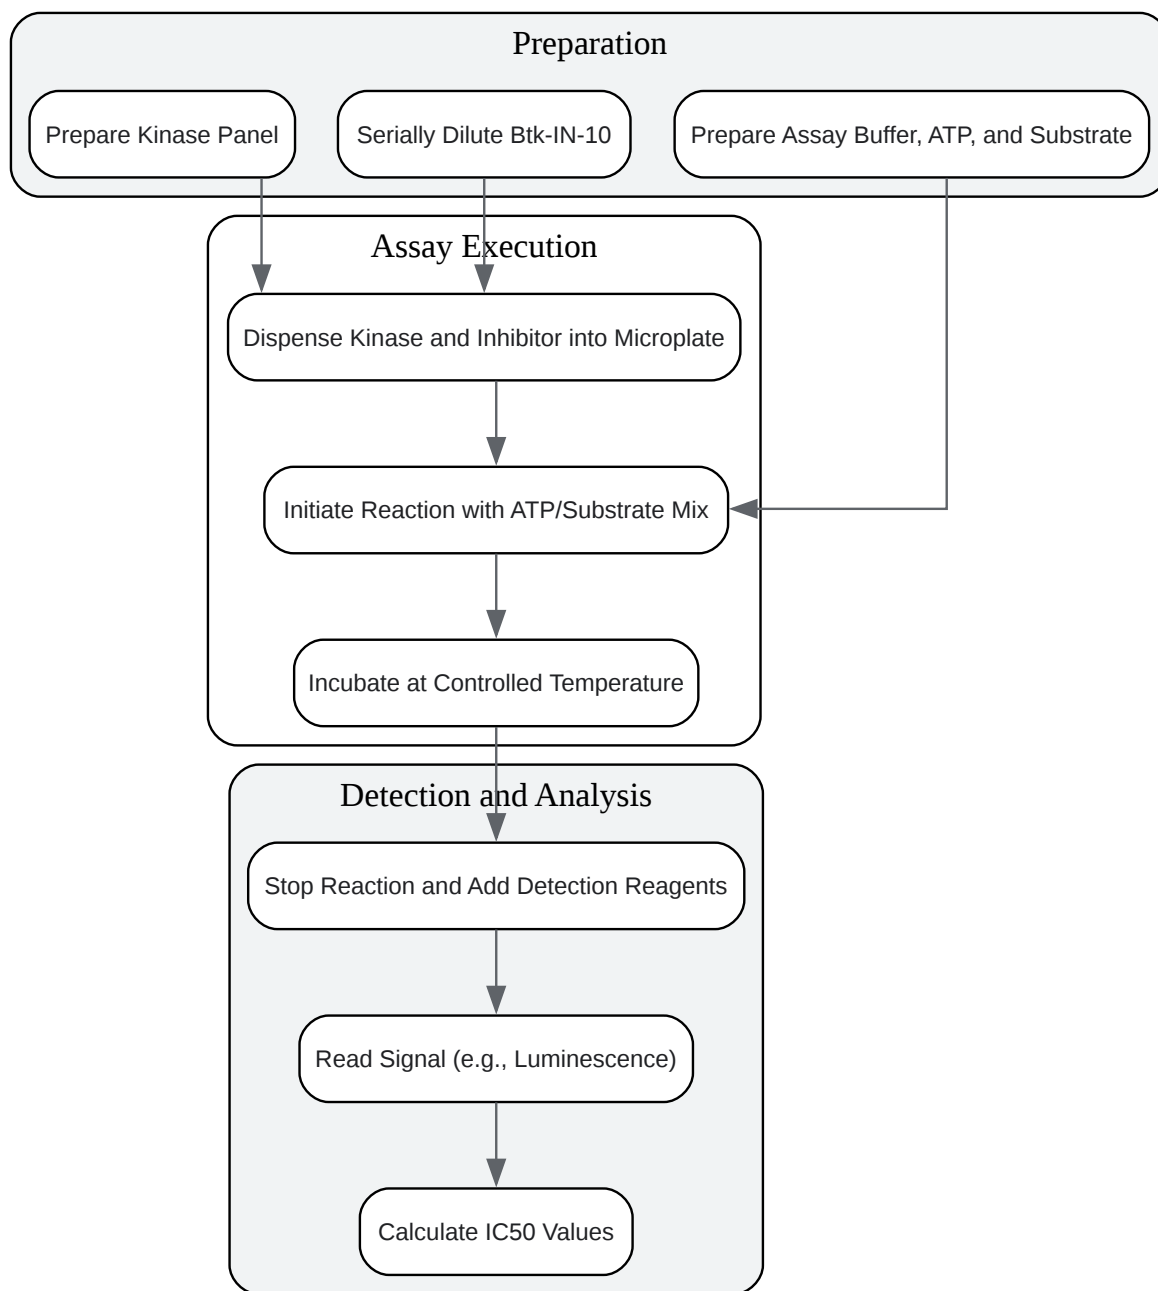 Preparation
Prepare Kinase Panel
Serially Dilute Btk-IN-10
Prepare Assay Buffer, ATP, and Substrate
Assay Execution
Dispense Kinase and Inhibitor into Microplate
Initiate Reaction with ATP/Substrate Mix
Incubate at Controlled Temperature
Detection and Analysis
Stop Reaction and Add Detection Reagents
Read Signal (e.g., Luminescence)
Calculate IC50 Values